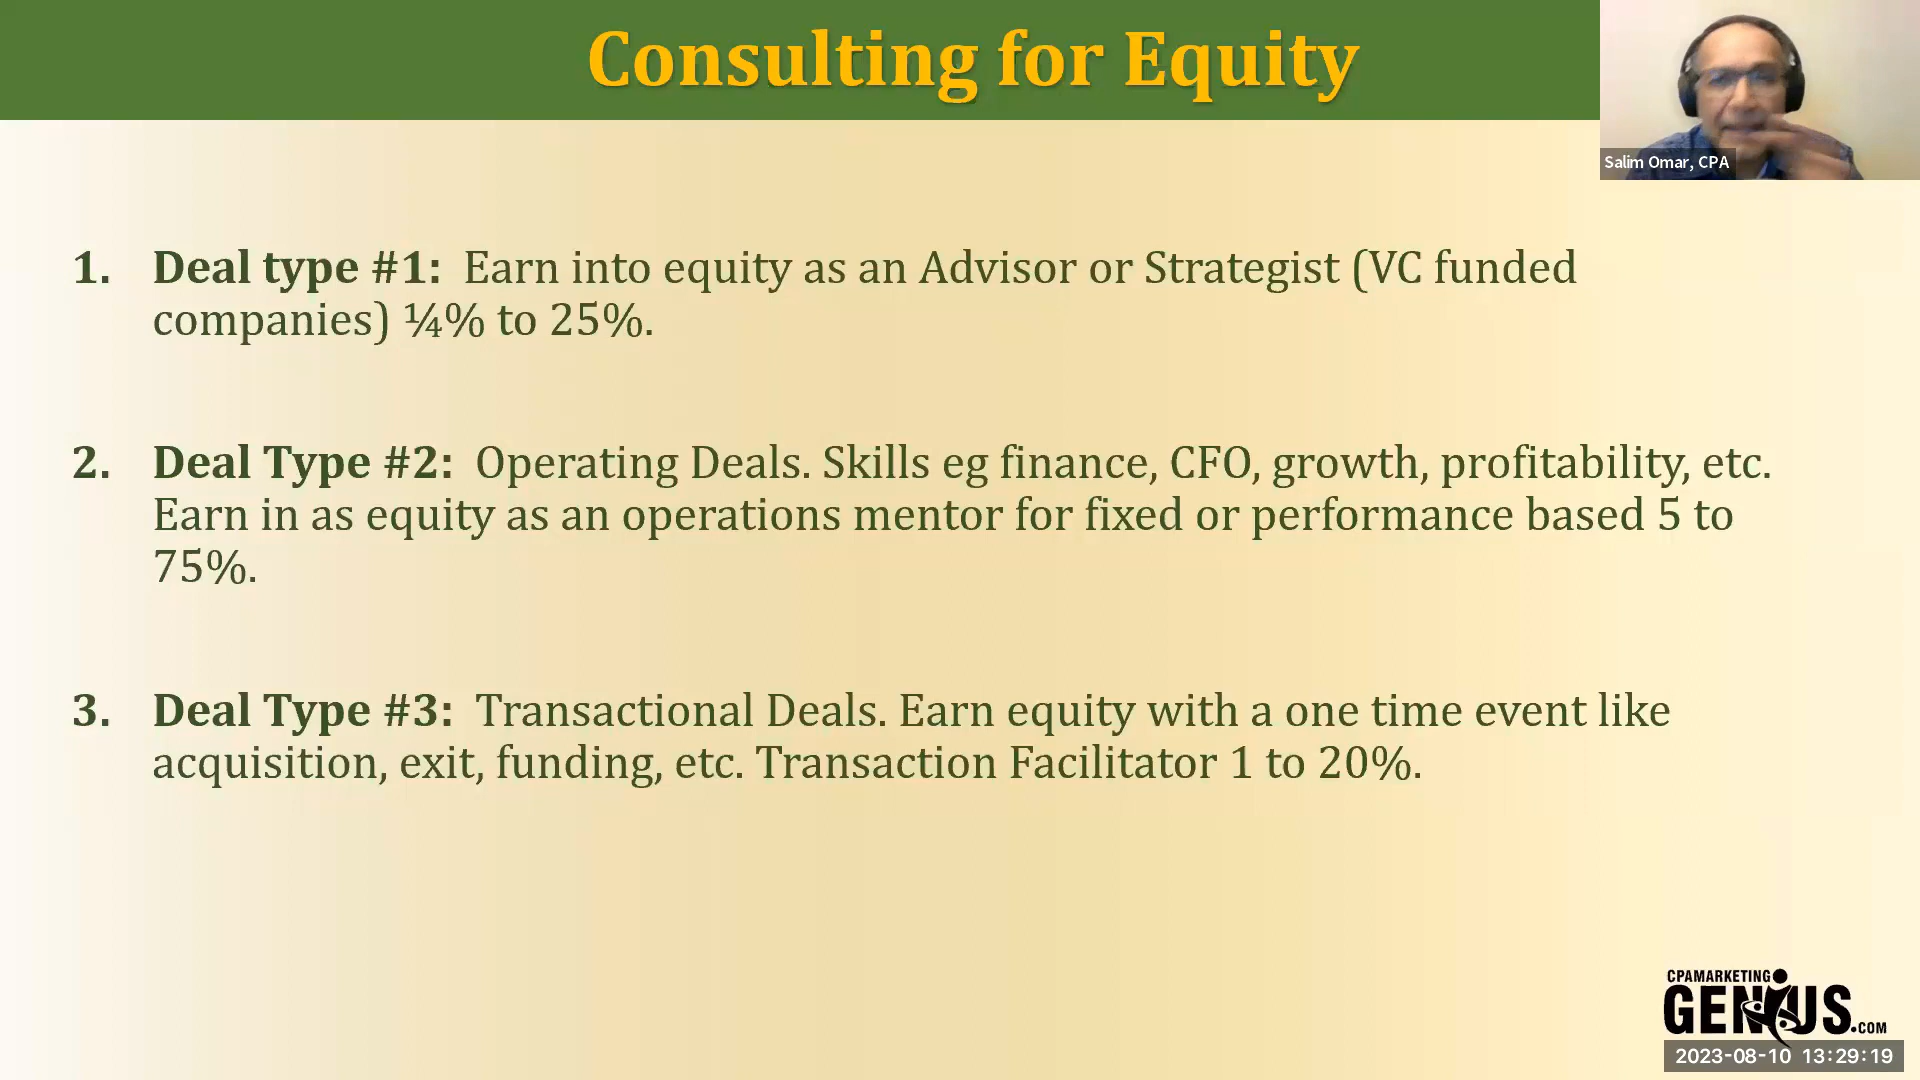 Consulting for Equity
Salim Omar, CPA
1. Deal type #1: Earn into equity as an Advisor or Strategist (VC funded
companies) ¼% to 25%.
2. Deal Type #2: Operating Deals. Skills eg finance, CFO, growth, profitability, etc.
Earn in as equity as an operations mentor for fixed or performance based 5 to
75%.
3. Deal Type #3: Transactional Deals. Earn equity with a one time event like
acquisition, exit, funding, etc. Transaction Facilitator 1 to 20%.
CPAMARKETING
GENIUS.COM
2023-08-10 13:29:19